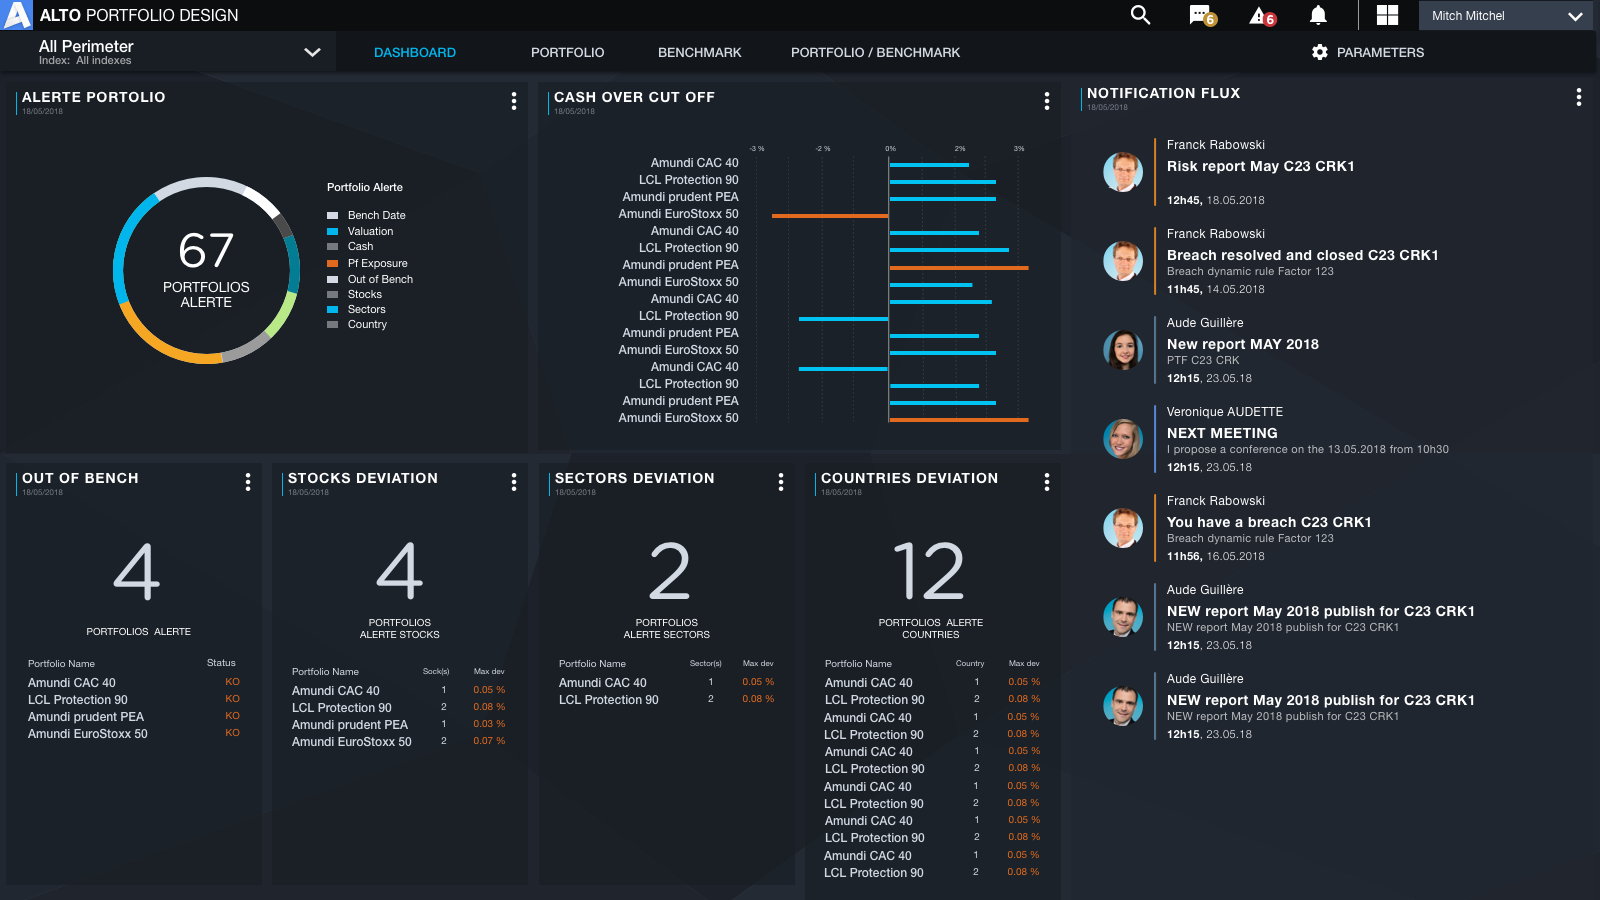 ALTO PORTFOLIO DESIGN
6
6
Mitch Mitchel
All Perimeter
Index: All indexes
DASHBOARD
PORTFOLIO
BENCHMARK
PORTFOLIO / BENCHMARK
PARAMETERS
ALERTE PORTOLIO
18/05/2018
67
PORTFOLIOS
ALERTE
Portfolio Alerte
Bench Date
Valuation
Cash
Pf Exposure
Out of Bench
Stocks
Sectors
Country
CASH OVER CUT OFF
18/05/2018
-3 % -2 % 0% 2% 3%
Amundi CAC 40
LCL Protection 90
Amundi prudent PEA
Amundi EuroStoxx 50
Amundi CAC 40
LCL Protection 90
Amundi prudent PEA
Amundi EuroStoxx 50
Amundi CAC 40
LCL Protection 90
Amundi prudent PEA
Amundi EuroStoxx 50
Amundi CAC 40
LCL Protection 90
Amundi prudent PEA
Amundi EuroStoxx 50
NOTIFICATION FLUX
18/05/2018
Franck Rabowski
Risk report May C23 CRK1
12h45, 18.05.2018
Franck Rabowski
Breach resolved and closed C23 CRK1
Breach dynamic rule Factor 123
11h45, 14.05.2018
Aude Guillère
New report MAY 2018
PTF C23 CRK
12h15, 23.05.18
Veronique AUDETTE
NEXT MEETING
I propose a conference on the 13.05.2018 from 10h30
12h15, 23.05.18
Franck Rabowski
You have a breach C23 CRK1
Breach dynamic rule Factor 123
11h56, 16.05.2018
Aude Guillère
NEW report May 2018 publish for C23 CRK1
NEW report May 2018 publish for C23 CRK1
12h15, 23.05.18
Aude Guillère
NEW report May 2018 publish for C23 CRK1
NEW report May 2018 publish for C23 CRK1
12h15, 23.05.18
OUT OF BENCH
18/05/2018
4
PORTFOLIOS ALERTE
Portfolio Name Status
Amundi CAC 40 KO
LCL Protection 90 KO
Amundi prudent PEA KO
Amundi EuroStoxx 50 KO
STOCKS DEVIATION
18/05/2018
4
PORTFOLIOS
ALERTE STOCKS
Portfolio Name Sock(s) Max dev
Amundi CAC 40 1 0.05 %
LCL Protection 90 2 0.08 %
Amundi prudent PEA 1 0.03 %
Amundi EuroStoxx 50 2 0.07 %
SECTORS DEVIATION
18/05/2018
2
PORTFOLIOS
ALERTE SECTORS
Portfolio Name Sector(s) Max dev
Amundi CAC 40 1 0.05 %
LCL Protection 90 2 0.08 %
COUNTRIES DEVIATION
18/05/2018
12
PORTFOLIOS ALERTE
COUNTRIES
Portfolio Name Country Max dev
Amundi CAC 40 1 0.05 %
LCL Protection 90 2 0.08 %
Amundi CAC 40 1 0.05 %
LCL Protection 90 2 0.08 %
Amundi CAC 40 1 0.05 %
LCL Protection 90 2 0.08 %
Amundi CAC 40 1 0.05 %
LCL Protection 90 2 0.08 %
Amundi CAC 40 1 0.05 %
LCL Protection 90 2 0.08 %
Amundi CAC 40 1 0.05 %
LCL Protection 90 2 0.08 %